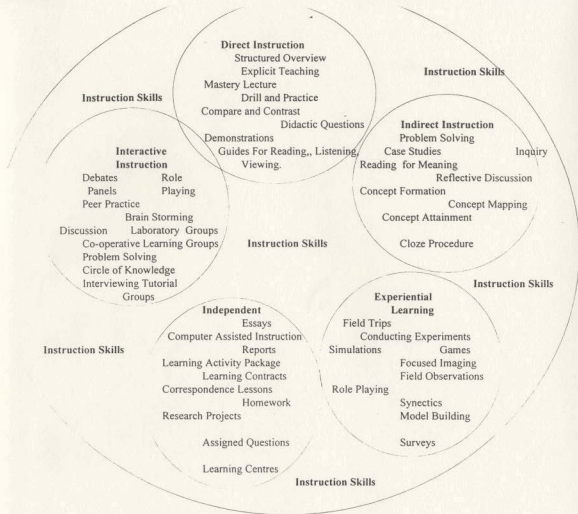 Direct Instruction
Structured Overview
Explicit Teaching
Mastery Lecture
Drill and Practice
Compare and Contrast
Didactic Questions
Demonstrations
Guides For Reading,, Listening,
Viewing.
Instruction Skills
Instruction Skills
Interactive
Instruction
Debates Role
Panels Playing
Peer Practice
Brain Storming
Discussion Laboratory Groups
Co-operative Learning Groups
Problem Solving
Circle of Knowledge
Interviewing Tutorial
Groups
Indirect Instruction
Problem Solving
Case Studies Inquiry
Reading for Meaning
Reflective Discussion
Concept Formation
Concept Mapping
Concept Attainment
Cloze Procedure
Instruction Skills
Instruction Skills
Instruction Skills
Independent
Essays
Computer Assisted Instruction
Reports
Learning Activity Package
Learning Contracts
Correspondence Lessons
Homework
Research Projects
Assigned Questions
Learning Centres
Experiential
Learning
Field Trips
Conducting Experiments
Simulations Games
Focused Imaging
Field Observations
Role Playing
Synectics
Model Building
Surveys
Instruction Skills